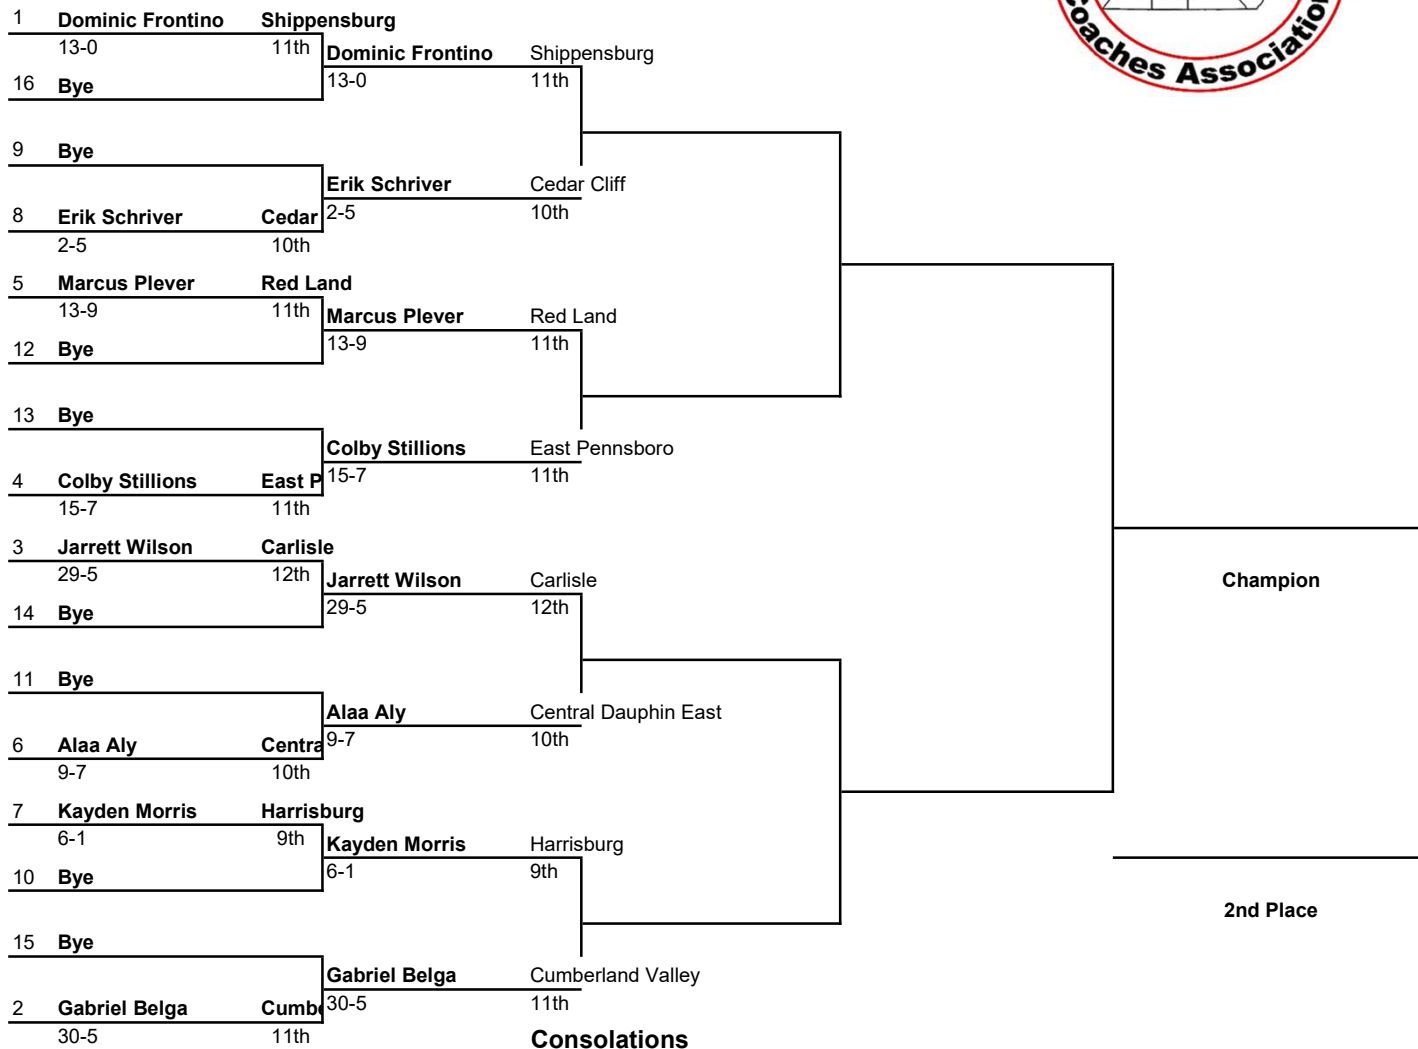 Coaches Association
1 Dominic Frontino Shippensburg
13-0 11th
16 Bye
Dominic Frontino Shippensburg
13-0 11th
9 Bye
8 Erik Schriver Cedar
2-5 10th
Erik Schriver Cedar Cliff
2-5 10th
5 Marcus Plever Red Land
13-9 11th
12 Bye
Marcus Plever Red Land
13-9 11th
13 Bye
4 Colby Stillions East P
15-7 11th
Colby Stillions East Pennsboro
15-7 11th
3 Jarrett Wilson Carlisle
29-5 12th
14 Bye
Jarrett Wilson Carlisle
29-5 12th
11 Bye
6 Alaa Aly Centra
9-7 10th
Alaa Aly Central Dauphin East
9-7 10th
7 Kayden Morris Harrisburg
6-1 9th
10 Bye
Kayden Morris Harrisburg
6-1 9th
15 Bye
2 Gabriel Belga Cumbe
30-5 11th
Gabriel Belga Cumberland Valley
30-5 11th
Champion
2nd Place
Consolations